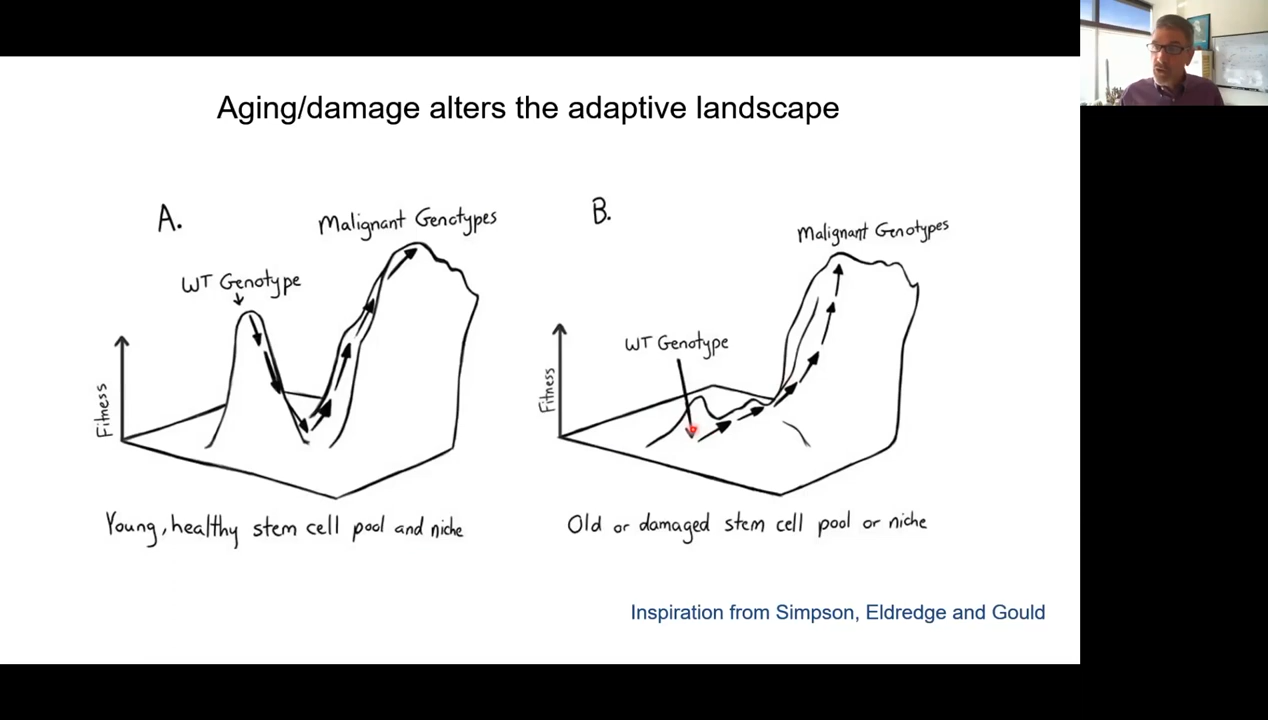 Aging/damage alters the adaptive landscape
A.
Malignant Genotypes
WT Genotype
Fitness
Young, healthy stem cell pool and niche
B.
Malignant Genotypes
WT Genotype
Fitness
Old or damaged stem cell pool or niche
Inspiration from Simpson, Eldredge and Gould